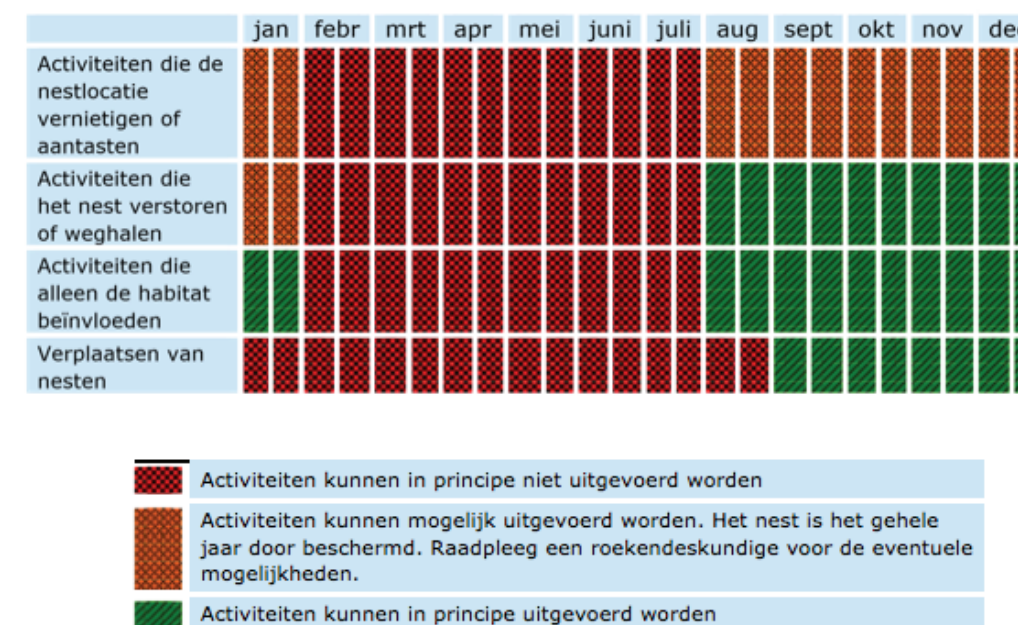 jan febr mrt apr mei juni juli aug sept okt nov
Activiteiten die de
nestlocatie
vernietigen of
aantasten
Activiteiten die
het nest verstoren
of weghalen
Activiteiten die
alleen de habitat
beïnvloeden
Verplaatsen van
nesten
Activiteiten kunnen in principe niet uitgevoerd worden
Activiteiten kunnen mogelijk uitgevoerd worden. Het nest is het gehele
jaar door beschermd. Raadpleeg een roekendeskundige voor de eventuele
mogelijkheden.
Activiteiten kunnen in principe uitgevoerd worden